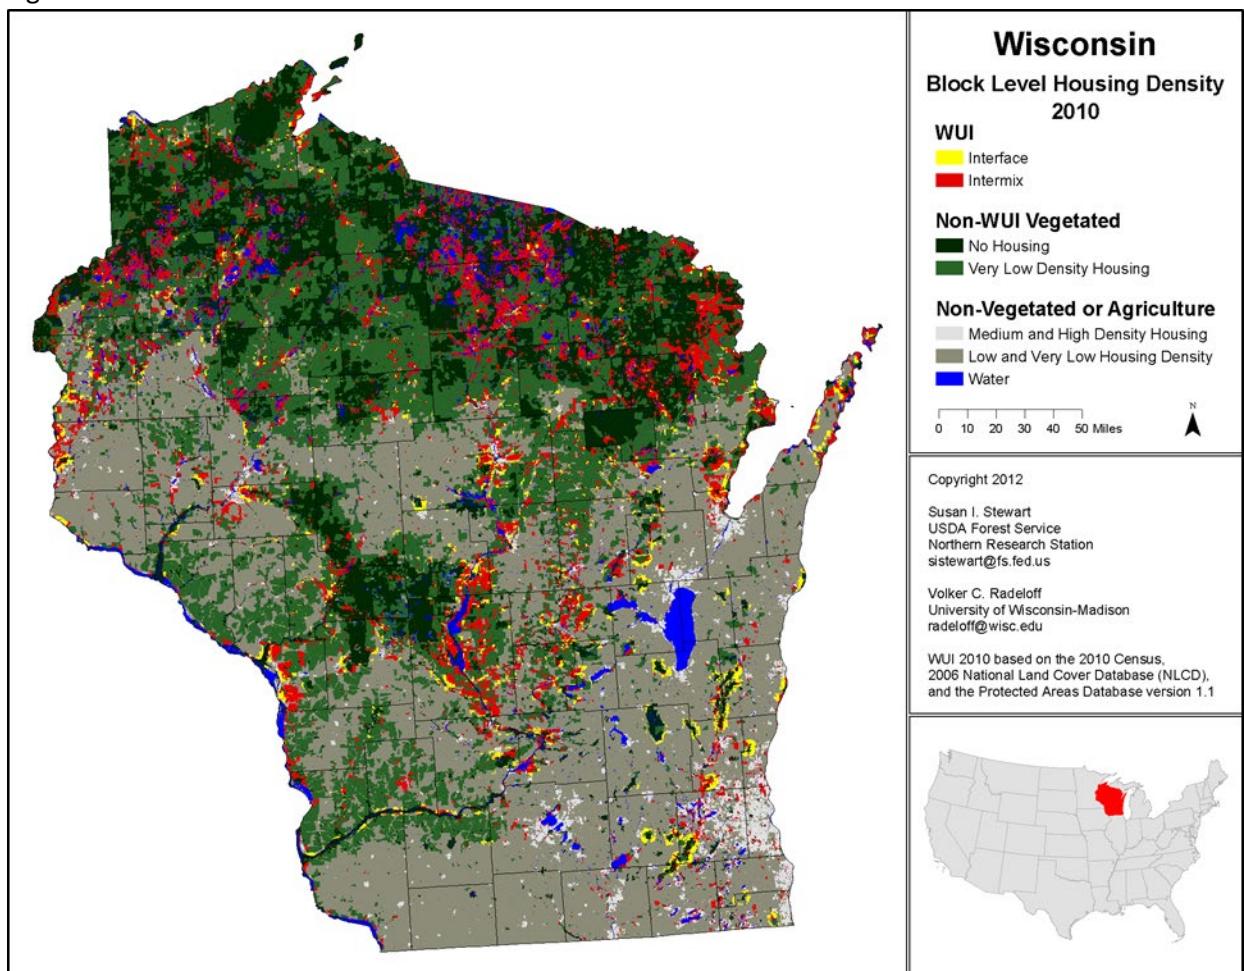 Wisconsin
Block Level Housing Density
2010
WUI
Interface
Intermix
Non-WUI Vegetated
No Housing
Very Low Density Housing
Non-Vegetated or Agriculture
Medium and High Density Housing
Low and Very Low Housing Density
Water
0 10 20 30 40 50 Miles
N
Copyright 2012
Susan I. Stewart
USDA Forest Service
Northern Research Station
sistewart@fs.fed.us
Volker C. Radeloff
University of Wisconsin-Madison
radeloff@wisc.edu
WUI 2010 based on the 2010 Census,
2006 National Land Cover Database (NLCD),
and the Protected Areas Database version 1.1